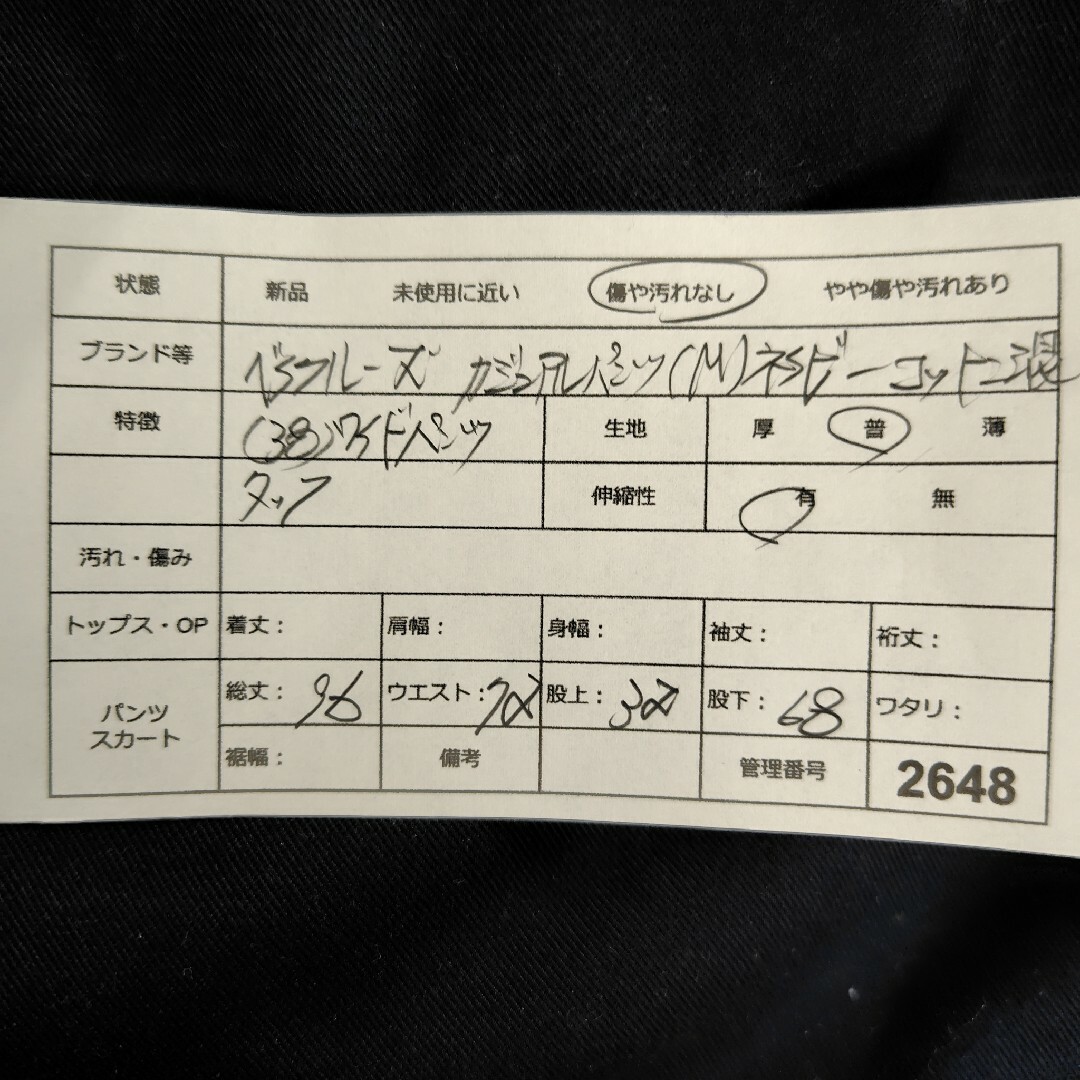 状態 新品 未使用に近い 傷や汚れなし やや傷や汚れあり
ブランド等 ベイフルーズ カジュアルパンツ(M)ネイビー コットン混
特徴 (38)ワイドパンツ 生地 厚 普 薄
タック 伸縮性 有 無
汚れ・傷み
トップス・OP 着丈: 肩幅: 身幅: 袖丈: 裄丈:
パンツ スカート 総丈: 96 ウエスト: 72 股上: 32 股下: 68 ワタリ:
裾幅: 備考 管理番号 2648